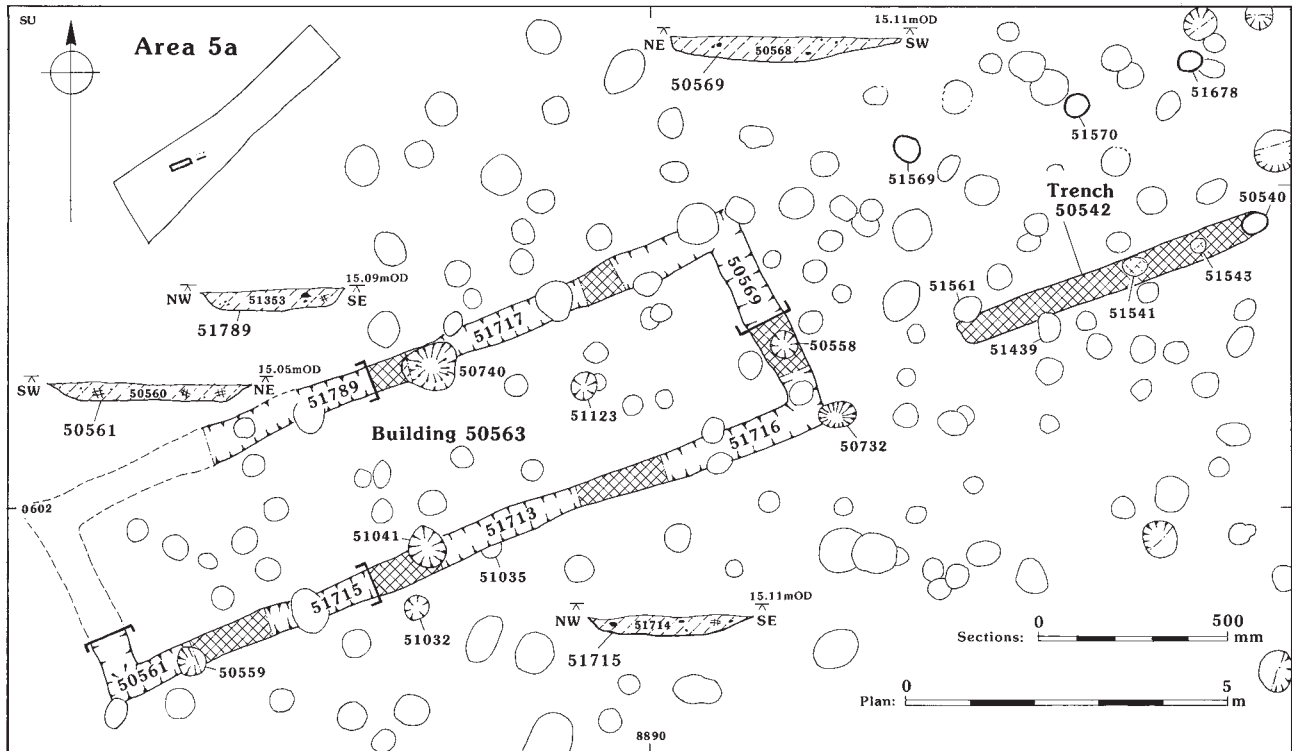 SU
Area 5a
15.11mOD
NE
SW
50568
50569
51678
51570
51569
Trench
50542
50540
51543
51541
51561
51439
15.09mOD
NW
SE
51353
51789
50569
51717
50558
50740
15.05mOD
SW
NE
50560
50561
51789
51123
Building 50563
51716
50732
0602
51713
51041
51035
51715
51032
15.11mOD
NW
SE
51714
51715
50561
50559
0
500
Sections:
mm
0
5
Plan:
m
8890